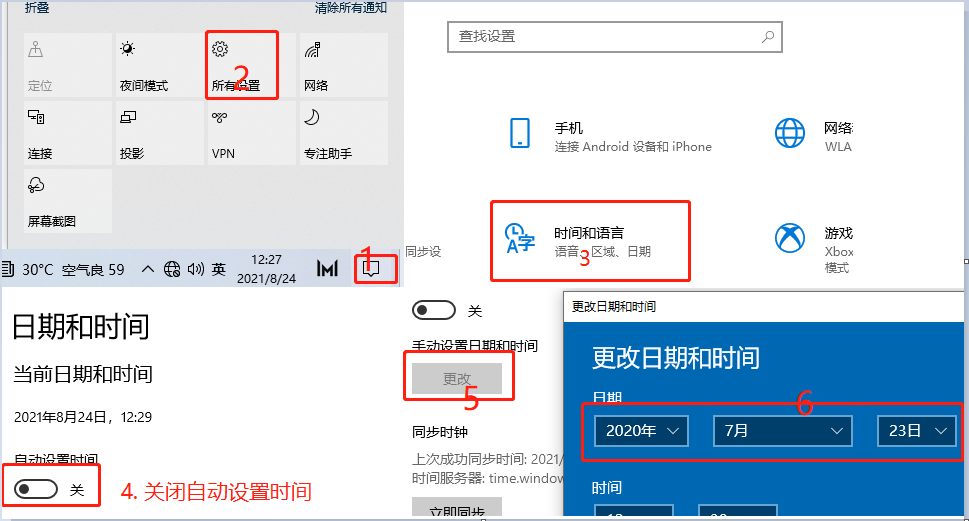 折叠 清除所有通知
定位 夜间模式 所有设置 网络
2
连接 投影 VPN 专注助手
屏幕截图
30°C 空气良 59 英 12:27
2021/8/24
1
查找设置
手机
连接 Android 设备和 iPhone
网络
WLA
时间和语言
语音、区域、日期
3
游戏
Xbox
模式
同步设
日期和时间
当前日期和时间
2021年8月24日，12:29
自动设置时间
关
4. 关闭自动设置时间
关
手动设置日期和时间
更改
5
同步时钟
上次成功同步时间: 2021/
时间服务器: time.window
立即同步
更改日期和时间
更改日期和时间
日期
6
2020年 7月 23日
时间